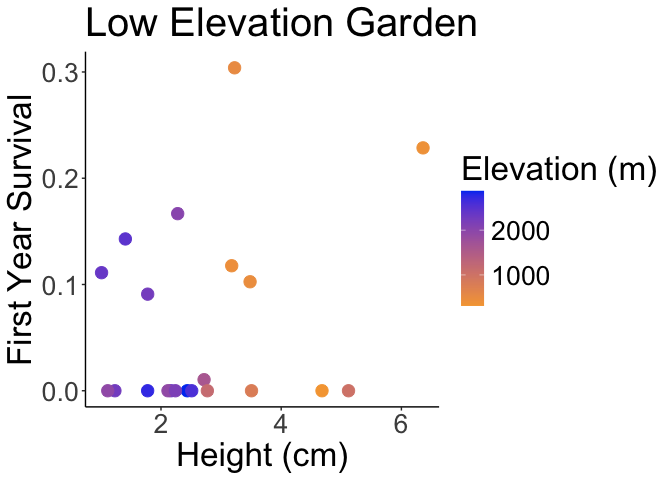 Low Elevation Garden
First Year Survival
0.3
0.2
0.1
0.0
2 4 6
Height (cm)
Elevation (m)
2000
1000